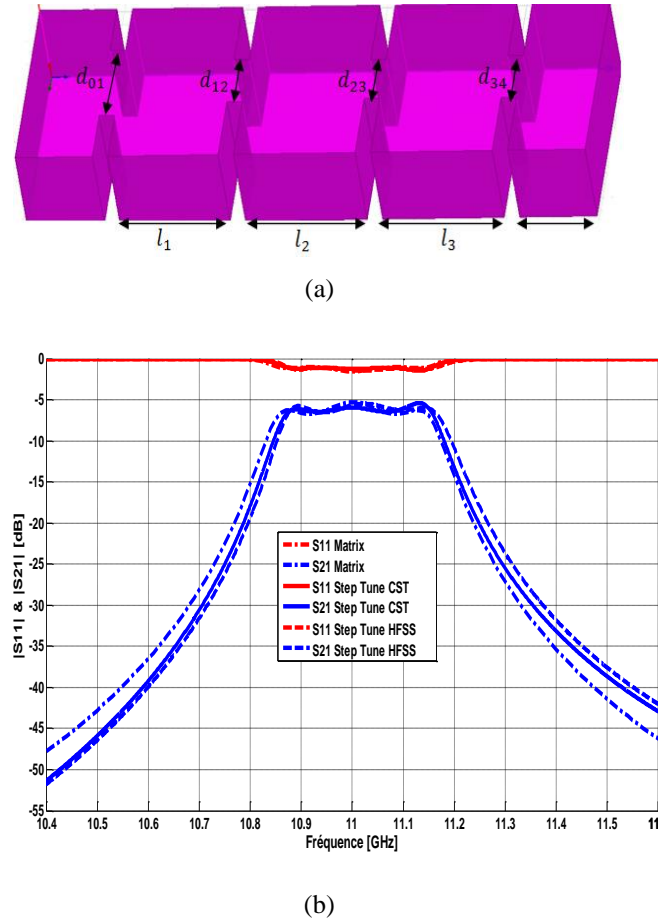 d01
d12
d23
d34
l1
l2
l3
(a)
0
-5
-10
-15
-20
-25
-30
-35
-40
-45
-50
-55
|S11| & |S21| [dB]
S11 Matrix
S21 Matrix
S11 Step Tune CST
S21 Step Tune CST
S11 Step Tune HFSS
S21 Step Tune HFSS
10.4 10.5 10.6 10.7 10.8 10.9 11 11.1 11.2 11.3 11.4 11.5 11
Fréquence [GHz]
(b)